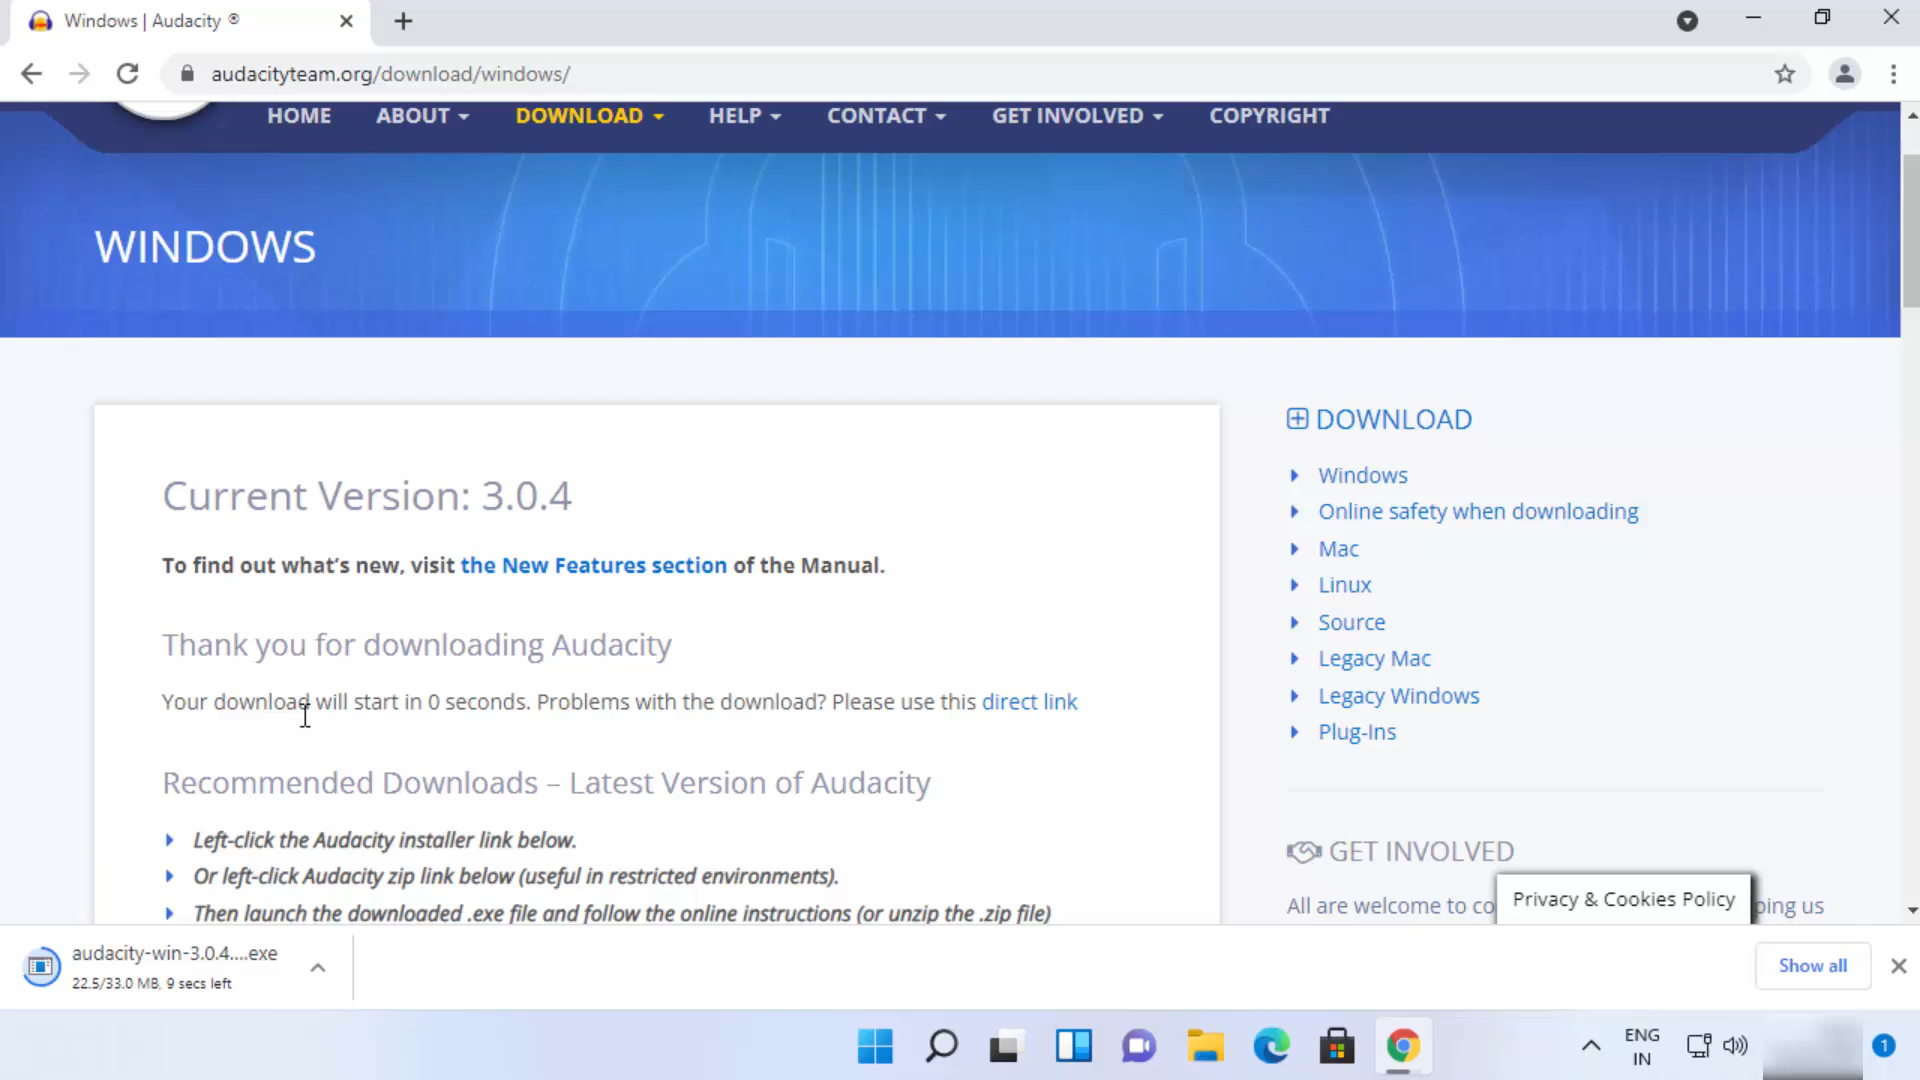 Windows | Audacity ®
audacityteam.org/download/windows/
HOME ABOUT DOWNLOAD HELP CONTACT GET INVOLVED COPYRIGHT
WINDOWS
Current Version: 3.0.4
To find out what's new, visit the New Features section of the Manual.
Thank you for downloading Audacity
Your download will start in 0 seconds. Problems with the download? Please use this direct link
Recommended Downloads – Latest Version of Audacity
Left-click the Audacity installer link below.
Or left-click Audacity zip link below (useful in restricted environments).
Then launch the downloaded .exe file and follow the online instructions (or unzip the .zip file)
DOWNLOAD
Windows
Online safety when downloading
Mac
Linux
Source
Legacy Mac
Legacy Windows
Plug-Ins
GET INVOLVED
All are welcome to co
us
Privacy & Cookies Policy
audacity-win-3.0.4....exe
22.5/33.0 MB, 9 secs left
Show all
ENG
IN
1